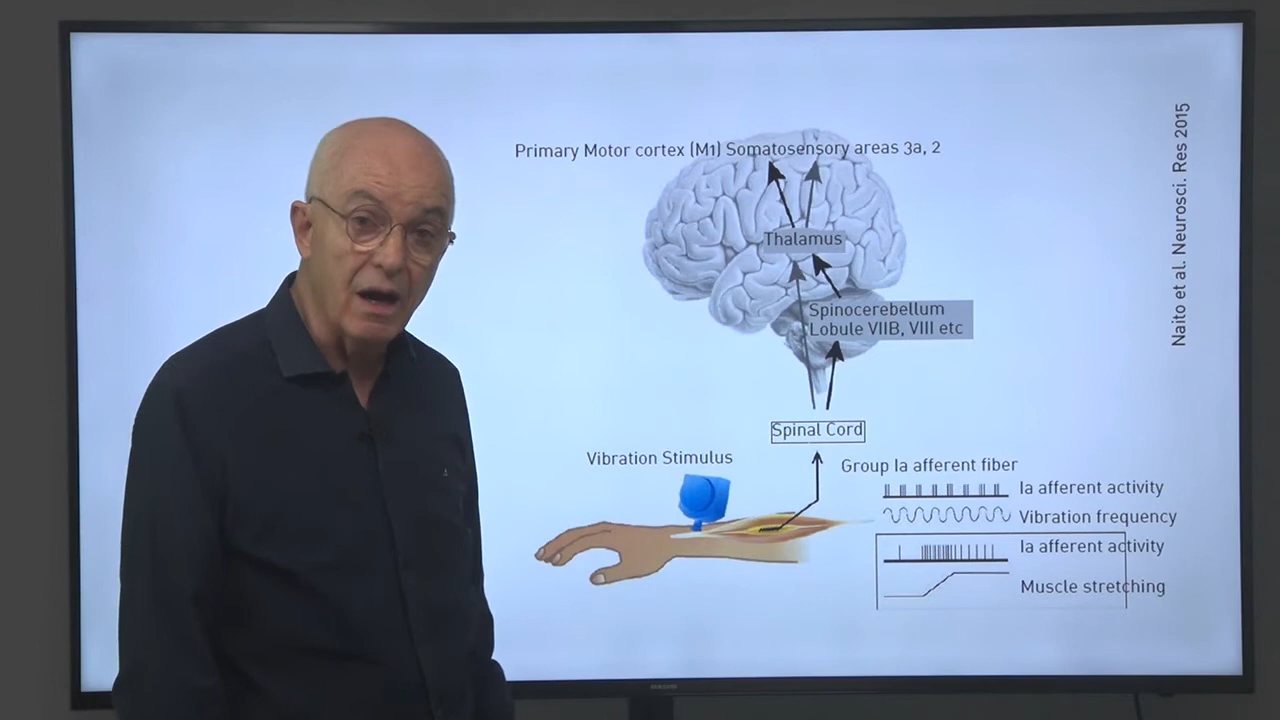 Primary Motor cortex (M1) Somatosensory areas 3a, 2
Thalamus
Spinocerebellum
Lobule VIIB, VIII etc
Spinal Cord
Vibration Stimulus
Group Ia afferent fiber
Ia afferent activity
Vibration frequency
Ia afferent activity
Muscle stretching
Naito et al. Neurosci. Res 2015
SAMSUNG